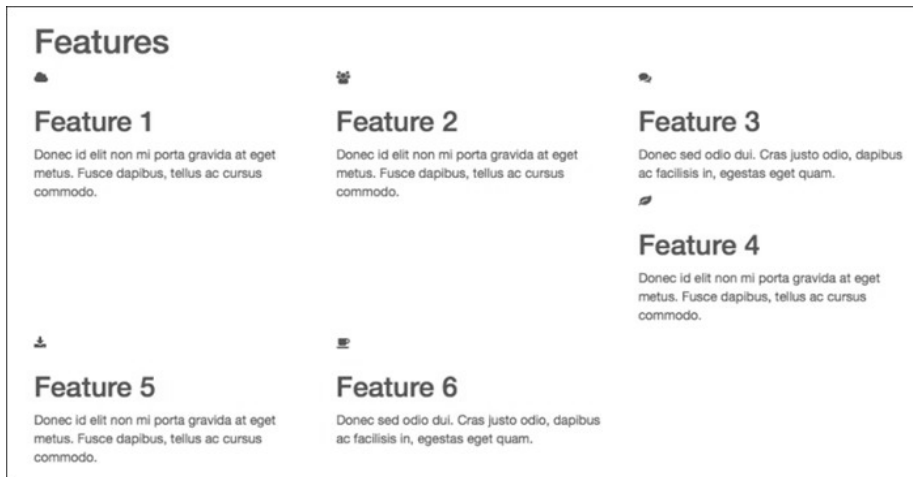 Features
Feature 1
Donec id elit non mi porta gravida at eget
metus. Fusce dapibus, tellus ac cursus
commodo.
Feature 2
Donec id elit non mi porta gravida at eget
metus. Fusce dapibus, tellus ac cursus
commodo.
Feature 3
Donec sed odio dui. Cras justo odio, dapibus
ac facilisis in, egestas eget quam.
Feature 4
Donec id elit non mi porta gravida at eget
metus. Fusce dapibus, tellus ac cursus
commodo.
Feature 5
Donec id elit non mi porta gravida at eget
metus. Fusce dapibus, tellus ac cursus
commodo.
Feature 6
Donec sed odio dui. Cras justo odio, dapibus
ac facilisis in, egestas eget quam.